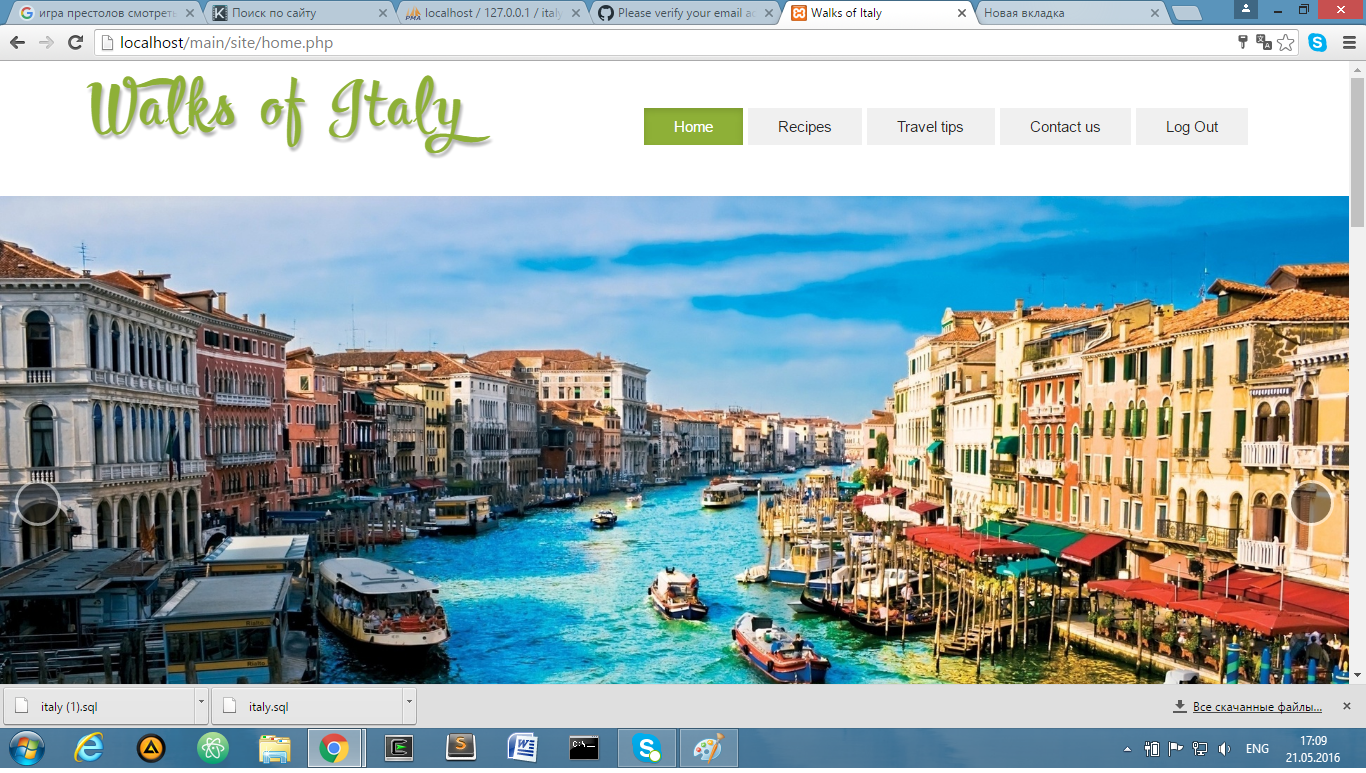 игра престолов смотреть
Поиск по сайту
localhost / 127.0.0.1 / italy
Please verify your email ad
Walks of Italy
Новая вкладка
localhost/main/site/home.php
Walks of Italy
Home
Recipes
Travel tips
Contact us
Log Out
italy (1).sql
italy.sql
Все скачанные файлы...
ENG
17:09
21.05.2016